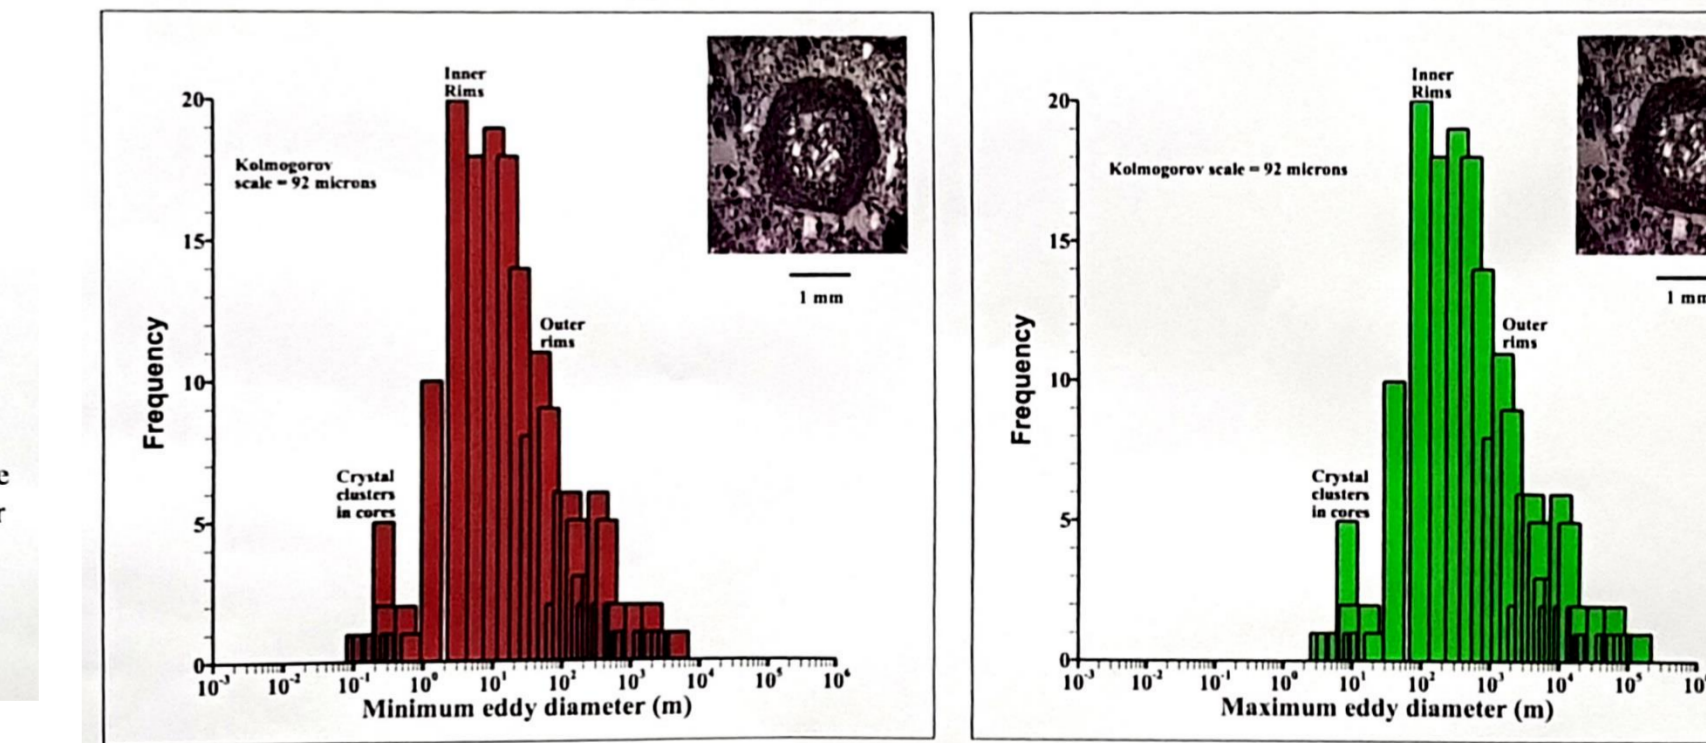 e
r
Inner
Rims
20
Kolmogorov
scale = 92 microns
15
1 mm
Outer
rims
Frequency
10
Crystal
clusters
in cores
5
0
10-3 10-2 10-1 100 101 102 103 104 105 106
Minimum eddy diameter (m)
Inner
Rims
20
Kolmogorov scale = 92 microns
15
1 mm
Outer
rims
Frequency
10
Crystal
clusters
in cores
5
0
10-3 10-2 10-1 100 101 102 103 104 105
Maximum eddy diameter (m)